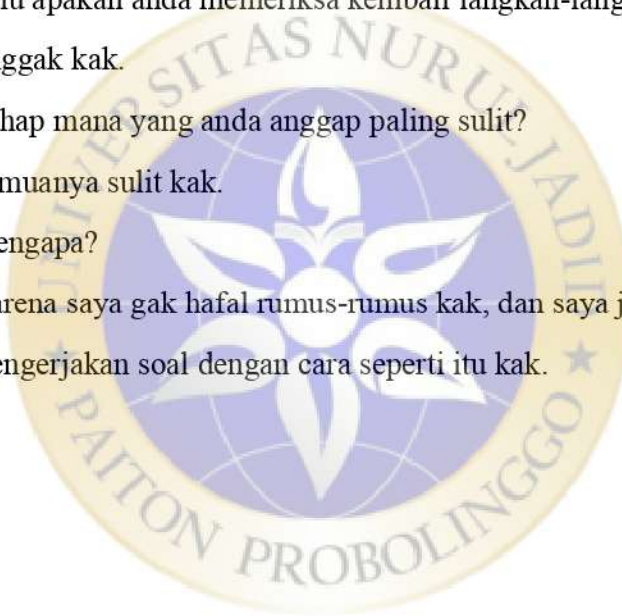 apakah anda memeriksa kembali
ggak kak.
hap mana yang anda anggap paling sulit?
muanya sulit kak.
engapa?
arena saya gak hafal rumus-rumus kak, dan saya j
engerjakan soal dengan cara seperti itu kak.
UNIVERSITAS NURUL JADID
PAITON PROBOLINGGO